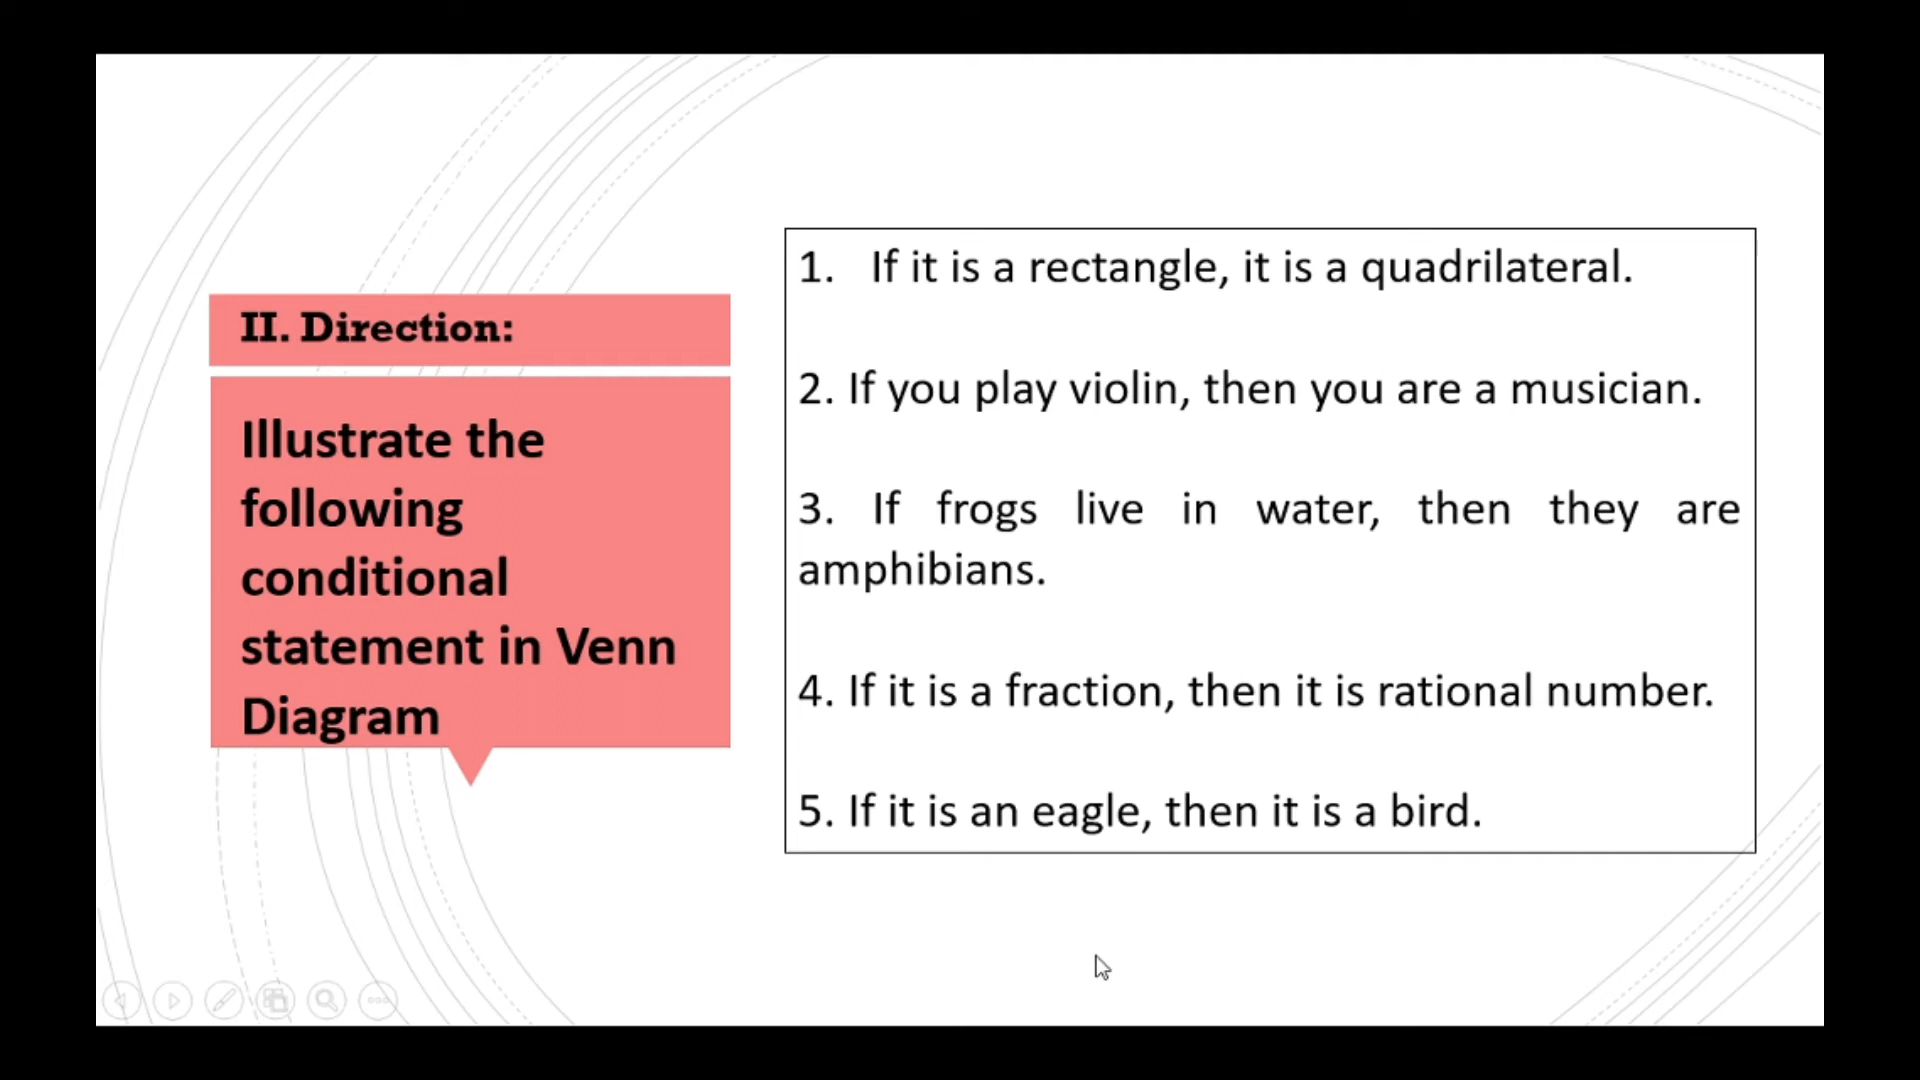 II. Direction:
Illustrate the
following
conditional
statement in Venn
Diagram
1. If it is a rectangle, it is a quadrilateral.
2. If you play violin, then you are a musician.
3. If frogs live in water, then they are
amphibians.
4. If it is a fraction, then it is rational number.
5. If it is an eagle, then it is a bird.